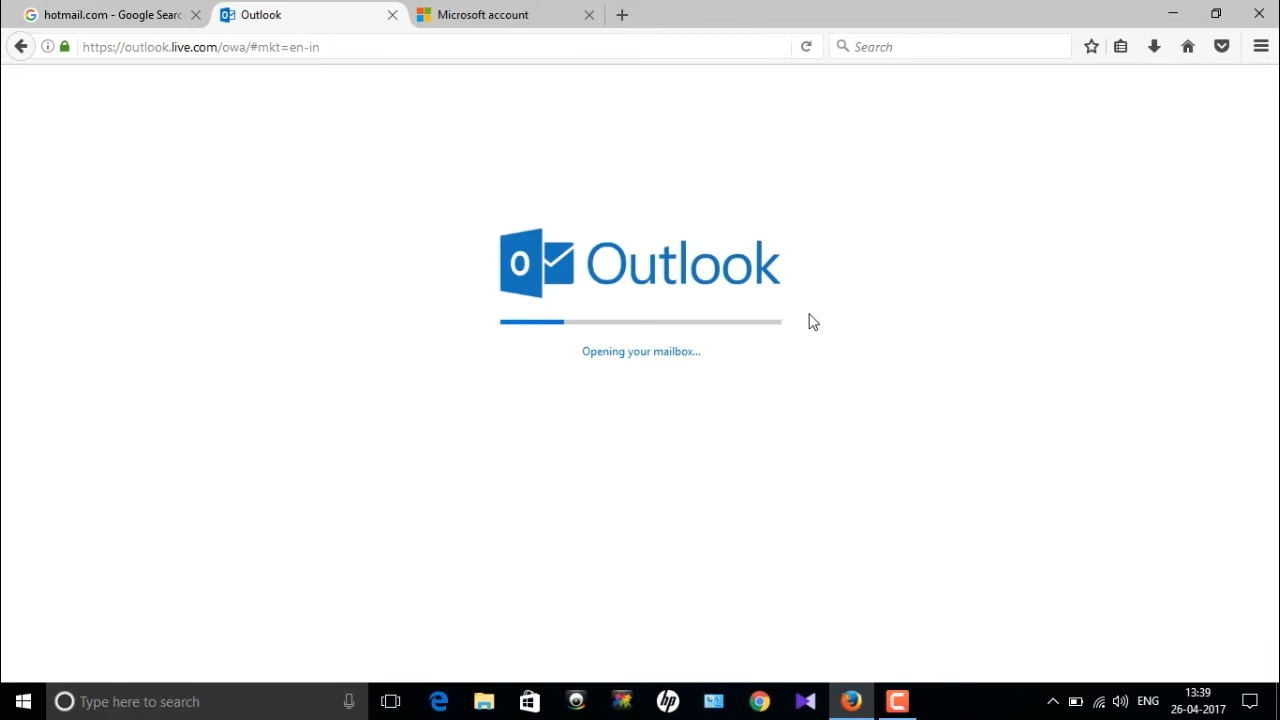 hotmail.com - Google Searc
Outlook
Microsoft account
https://outlook.live.com/owa/#mkt=en-in
Search
Outlook
Opening your mailbox...
Type here to search
ENG
13:39
26-04-2017